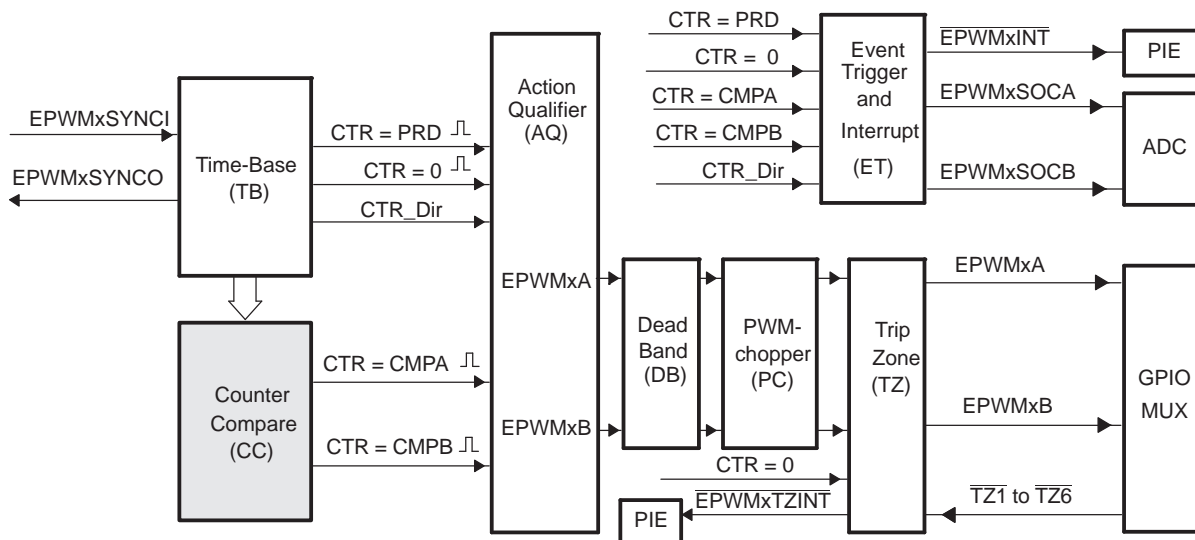 EPWMxSYNCI
EPWMxSYNCO
Time-Base
(TB)
CTR = PRD
CTR = 0
CTR_Dir
Counter
Compare
(CC)
CTR = CMPA
CTR = CMPB
Action
Qualifier
(AQ)
EPWMxA
EPWMxB
CTR = PRD
CTR = 0
CTR = CMPA
CTR = CMPB
CTR_Dir
Event
Trigger
and
Interrupt
(ET)
EPWMxINT
EPWMxSOCA
EPWMxSOCB
PIE
ADC
Dead
Band
(DB)
PWM-
chopper
(PC)
Trip
Zone
(TZ)
CTR = 0
EPWMxTZINT
PIE
EPWMxA
EPWMxB
TZ1 to TZ6
GPIO
MUX